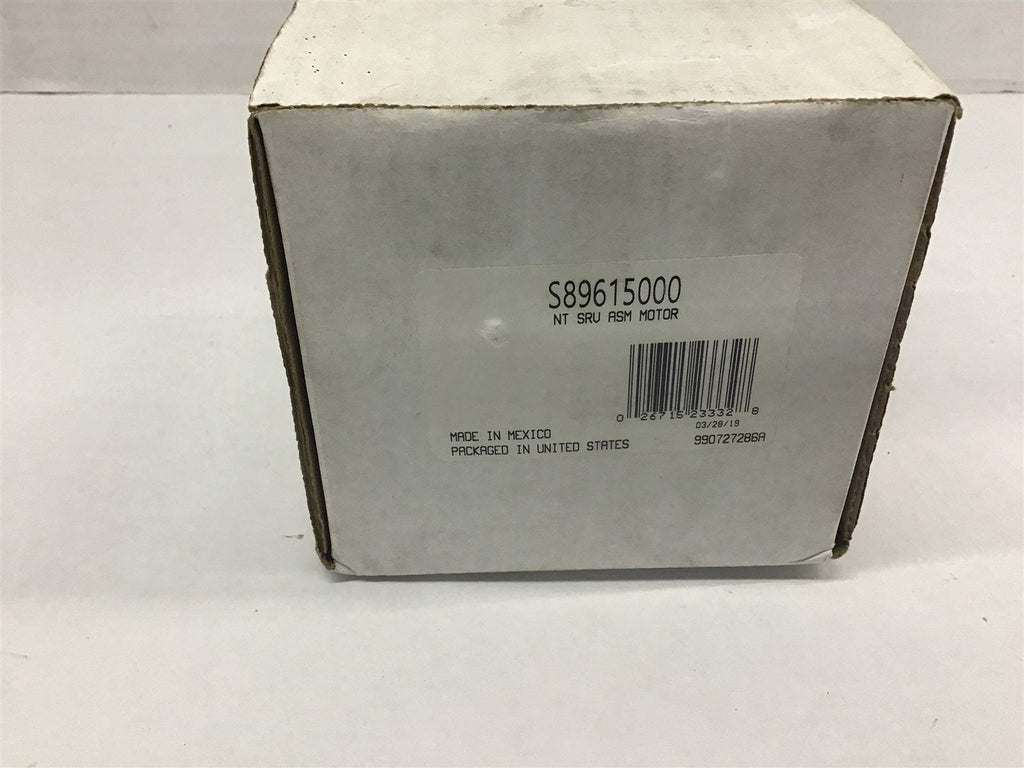 S89615000
NT SRV ASM MOTOR
0 26715 23332 8
03/28/19
MADE IN MEXICO
PACKAGED IN UNITED STATES
990727286A